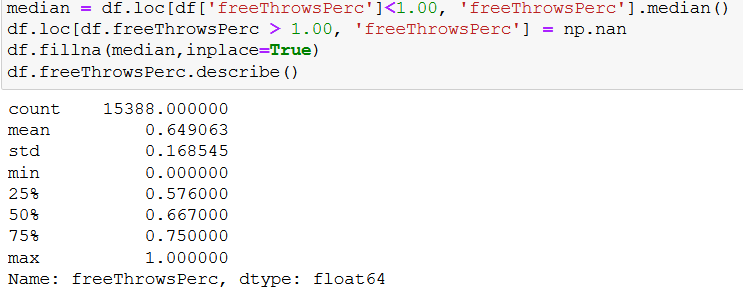 median = df.loc[df['freeThrowsPerc']<1.00, 'freeThrowsPerc'].median()
df.loc[df.freeThrowsPerc > 1.00, 'freeThrowsPerc'] = np.nan
df.fillna(median,inplace=True)
df.freeThrowsPerc.describe()
count    15388.000000
mean         0.649063
std          0.168545
min          0.000000
25%          0.576000
50%          0.667000
75%          0.750000
max          1.000000
Name: freeThrowsPerc, dtype: float64